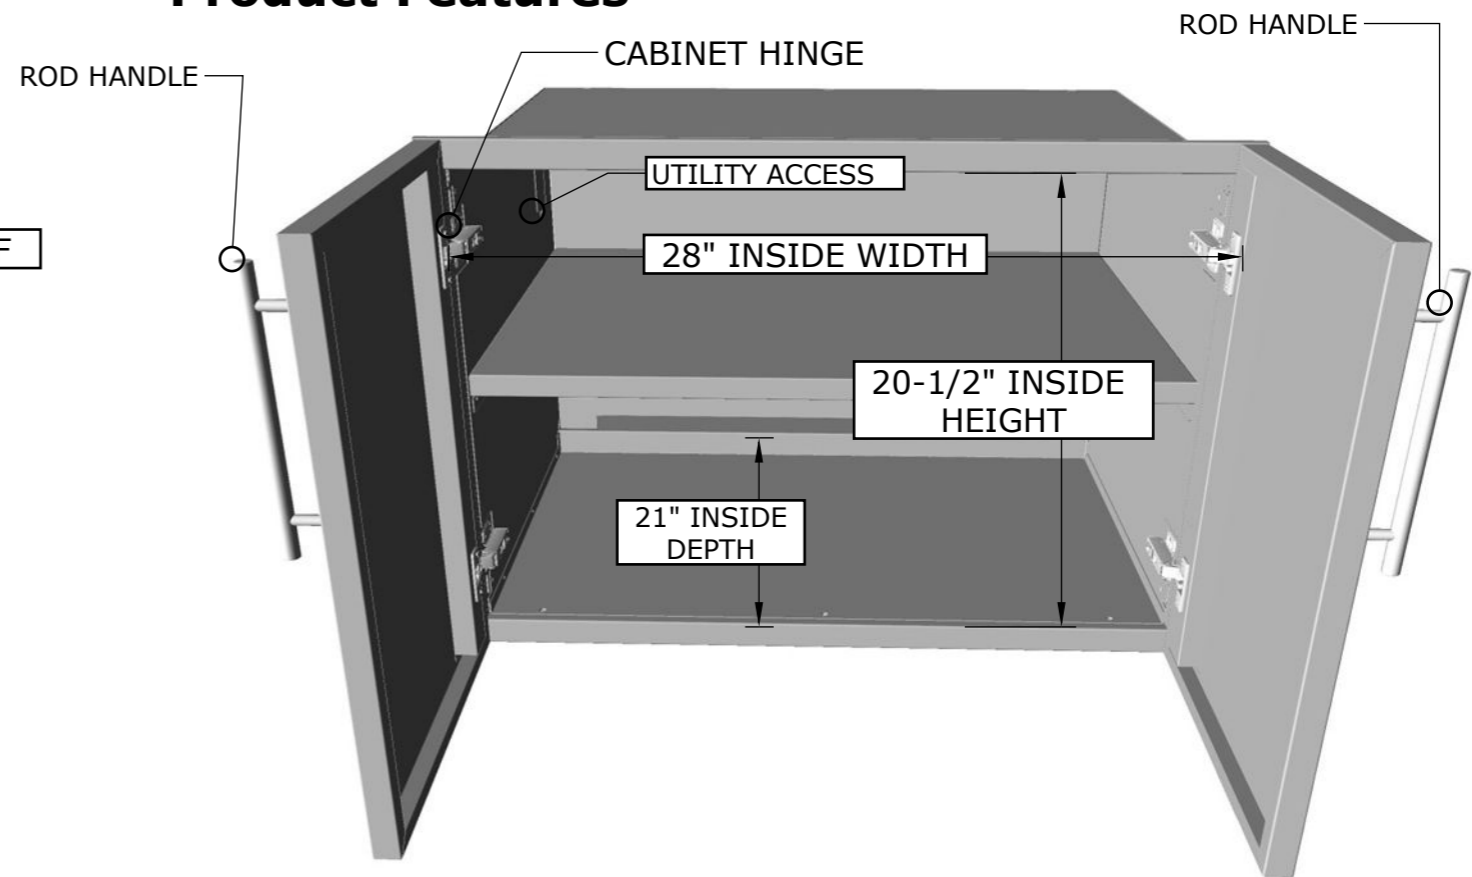 Product Features
ROD HANDLE
CABINET HINGE
ROD HANDLE
UTILITY ACCESS
F
28" INSIDE WIDTH
20-1/2" INSIDE
HEIGHT
21" INSIDE
DEPTH